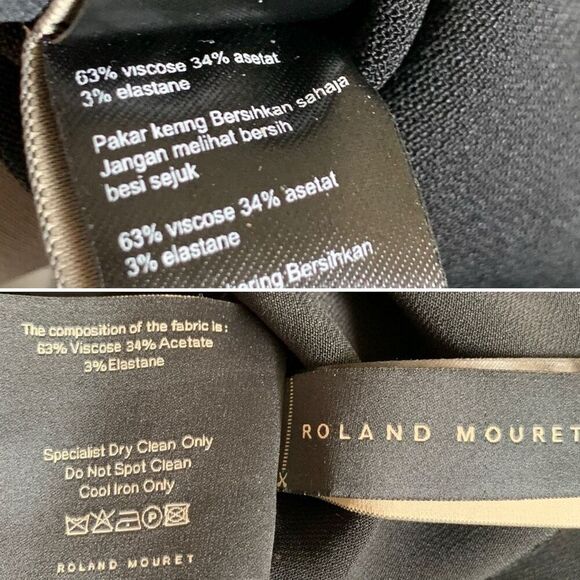 63% viscose 34% asetat
3% elastane
Pakar kering Bersihkan sahaja
Jangan melihat bersih
besi sejuk
63% viscose 34% asetat
3% elastane
Bersihkan
The composition of the fabric is:
63% Viscose 34% Acetate
3% Elastane
Specialist Dry Clean Only
Do Not Spot Clean
Cool Iron Only
ROLAND MOURET
X
ROLAND MOURET